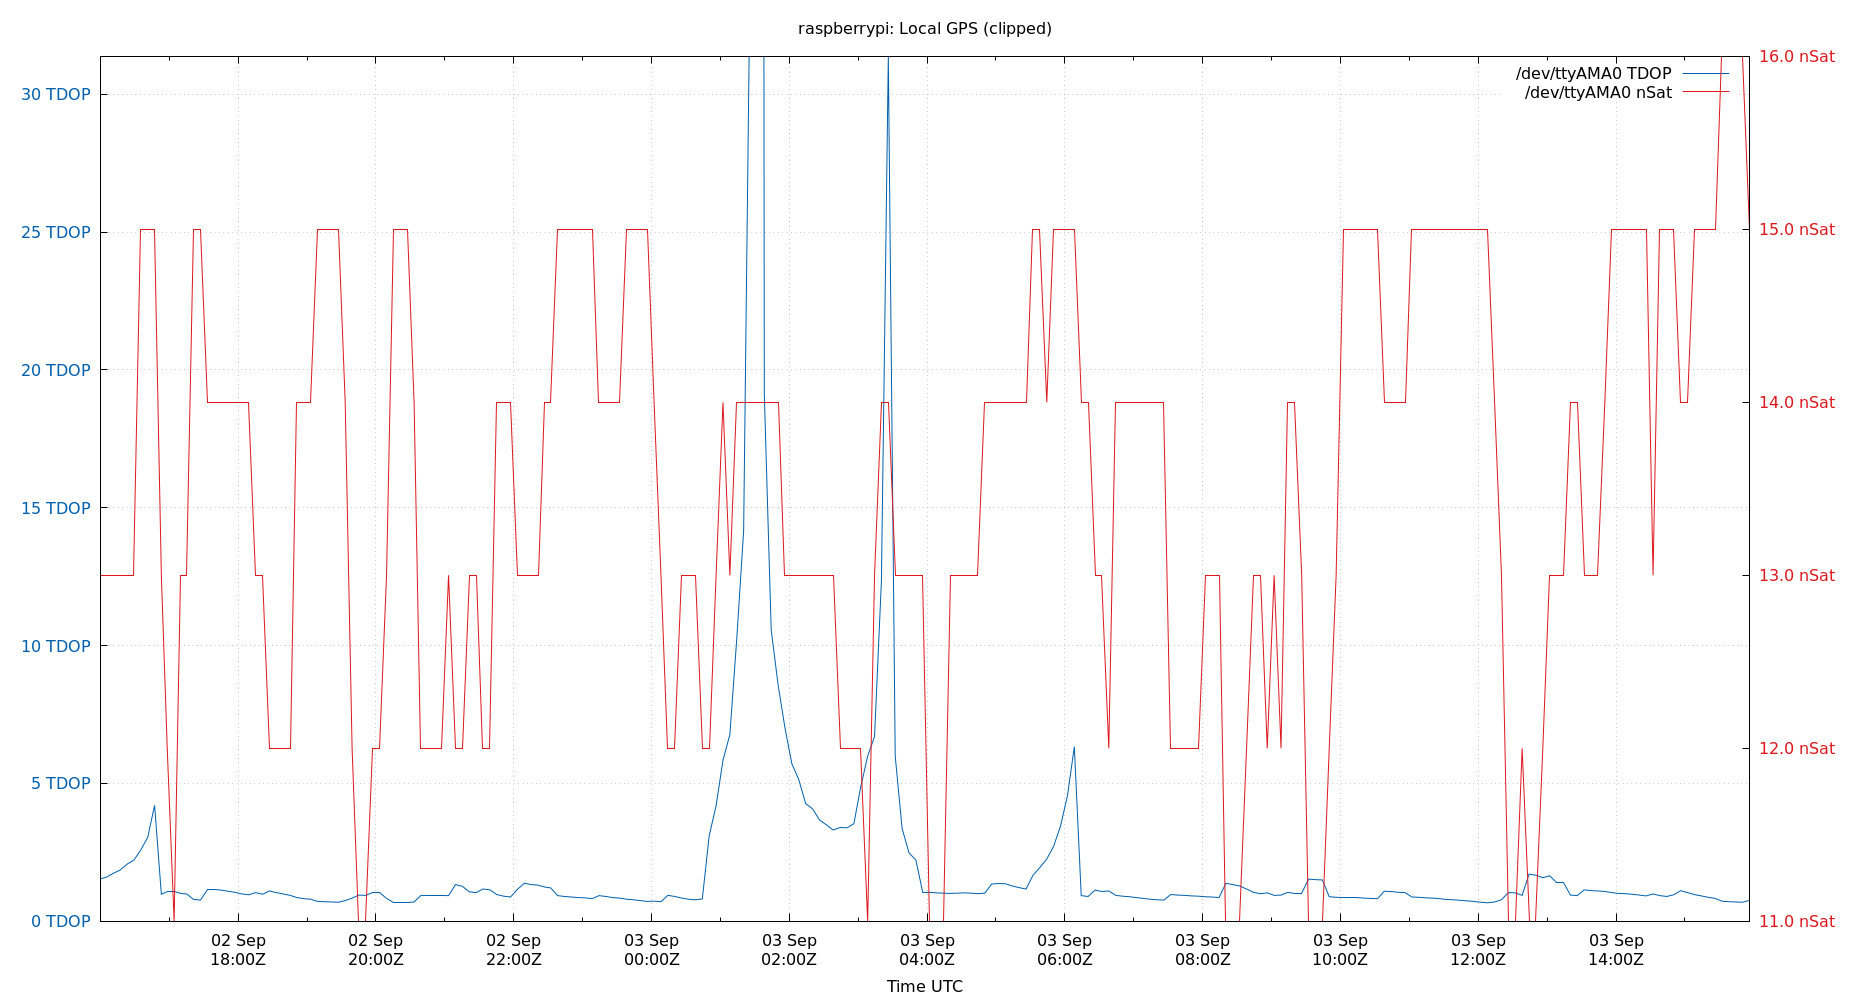 raspberrypi: Local GPS (clipped)
/dev/ttyAMA0 TDOP
/dev/ttyAMA0 nSat
30 TDOP
25 TDOP
20 TDOP
15 TDOP
10 TDOP
5 TDOP
0 TDOP
16.0 nSat
15.0 nSat
14.0 nSat
13.0 nSat
12.0 nSat
11.0 nSat
02 Sep
18:00Z
02 Sep
20:00Z
02 Sep
22:00Z
03 Sep
00:00Z
03 Sep
02:00Z
03 Sep
04:00Z
03 Sep
06:00Z
03 Sep
08:00Z
03 Sep
10:00Z
03 Sep
12:00Z
03 Sep
14:00Z
Time UTC